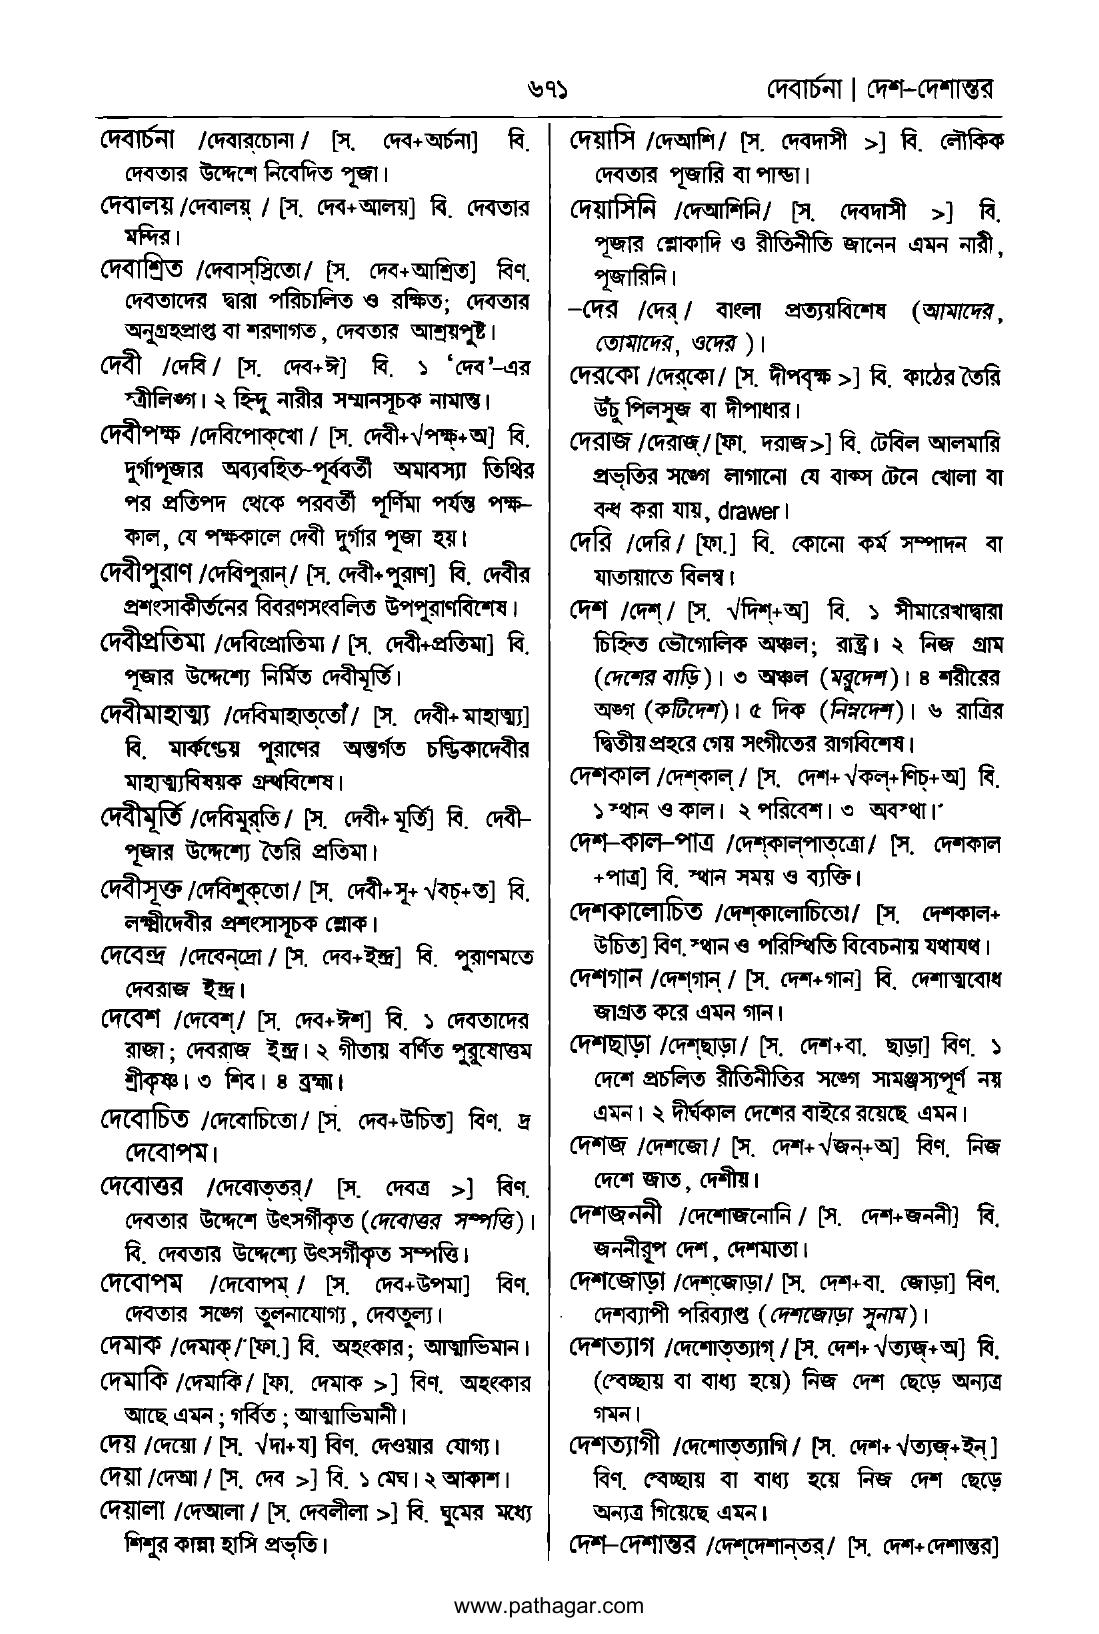 ৬৭১
দেবার্চনা | দেশ–দেশান্তর
দেবার্চনা /দেবার্‌চোনা/ [স. দেব+অর্চনা] বি.
দেবতার উদ্দেশে নিবেদিত পূজা।
দেবালয় /দেবালয়্‌/ [স. দেব+আলয়] বি. দেবতার
মন্দির।
দেবাশ্রিত /দেবাস্‌স্রিতো/ [স. দেব+আশ্রিত] বিণ.
দেবতাদের দ্বারা পরিচালিত ও রক্ষিত; দেবতার
অনুগ্রহপ্রাপ্ত বা শরণাগত, দেবতার আশ্রয়পুষ্ট।
দেবী /দেবি/ [স. দেব+ঈ] বি. ১ ‘দেব’–এর
স্ত্রীলিঙ্গ। ২ হিন্দু নারীর সম্মানসূচক নামান্ত।
দেবীপক্ষ /দেবিপোক্‌খো/ [স. দেবী+√পক্ষ্‌+অ] বি.
দুর্গাপূজার অব্যবহিত–পূর্ববর্তী অমাবস্যা তিথির
পর প্রতিপদ থেকে পরবর্তী পূর্ণিমা পর্যন্ত পক্ষ–
কাল, যে পক্ষকালে দেবী দুর্গার পূজা হয়।
দেবীপুরাণ /দেবিপুরান্‌/ [স. দেবী+পুরাণ] বি. দেবীর
প্রশংসাকীর্তনের বিবরণসংবলিত উপপুরাণবিশেষ।
দেবীপ্রতিমা /দেবিপ্রোতিমা/ [স. দেবী+প্রতিমা] বি.
পূজার উদ্দেশ্যে নির্মিত দেবীমূর্তি।
দেবীমাহাত্ম্য /দেবিমাহাত্‌তোঁ/ [স. দেবী+মাহাত্ম্য]
বি. মার্কণ্ডেয় পুরাণের অন্তর্গত চণ্ডিকাদেবীর
মাহাত্ম্যবিষয়ক গ্রন্থবিশেষ।
দেবীমূর্তি /দেবিমুর্‌তি/ [স. দেবী+মূর্তি] বি. দেবী–
পূজার উদ্দেশ্যে তৈরি প্রতিমা।
দেবীসূক্ত /দেবিশুক্‌তো/ [স. দেবী+সূ+√বচ্‌+ত] বি.
লক্ষ্মীদেবীর প্রশংসাসূচক শ্লোক।
দেবেন্দ্র /দেবেন্‌দ্রো/ [স. দেব+ইন্দ্র] বি. পুরাণমতে
দেবরাজ ইন্দ্র।
দেবেশ /দেবেশ্‌/ [স. দেব+ঈশ] বি. ১ দেবতাদের
রাজা; দেবরাজ ইন্দ্র। ২ গীতায় বর্ণিত পুরুষোত্তম
শ্রীকৃষ্ণ। ৩ শিব। ৪ ব্রহ্মা।
দেবোচিত /দেবোচিতো/ [স. দেব+উচিত] বিণ. দ্র
দেবোপম।
দেবোত্তর /দেবোত্‌তর্‌/ [স. দেবত্র >] বিণ.
দেবতার উদ্দেশে উৎসর্গীকৃত (দেবোত্তর সম্পত্তি)।
বি. দেবতার উদ্দেশ্যে উৎসর্গীকৃত সম্পত্তি।
দেবোপম /দেবোপম্‌/ [স. দেব+উপমা] বিণ.
দেবতার সঙ্গে তুলনাযোগ্য, দেবতুল্য।
দেমাক /দেমাক্‌/ [ফা.] বি. অহংকার; আত্মাভিমান।
দেমাকি /দেমাকি/ [ফা. দেমাক >] বিণ. অহংকার
আছে এমন; গর্বিত; আত্মাভিমানী।
দেয় /দেয়ো/ [স. √দা+য] বিণ. দেওয়ার যোগ্য।
দেয়া /দেআ/ [স. দেব >] বি. ১ মেঘ। ২ আকাশ।
দেয়ালা /দেআলা/ [স. দেবলীলা >] বি. ঘুমের মধ্যে
শিশুর কান্না হাসি প্রভৃতি।
দেয়াসি /দেআশি/ [স. দেবদাসী >] বি. লৌকিক
দেবতার পূজারি বা পান্ডা।
দেয়াসিনি /দেআশিনি/ [স. দেবদাসী >] বি.
পূজার শ্লোকাদি ও রীতিনীতি জানেন এমন নারী,
পূজারিনি।
–দের /দের্‌/ বাংলা প্রত্যয়বিশেষ (আমাদের,
তোমাদের, ওদের)।
দেরকো /দের্‌কো/ [স. দীপবৃক্ষ >] বি. কাঠের তৈরি
উঁচু পিলসুজ বা দীপাধার।
দেরাজ /দেরাজ্‌/ [ফা. দরাজ>] বি. টেবিল আলমারি
প্রভৃতির সঙ্গে লাগানো যে বাক্স টেনে খোলা বা
বন্ধ করা যায়, drawer।
দেরি /দেরি/ [ফা.] বি. কোনো কর্ম সম্পাদন বা
যাতায়াতে বিলম্ব।
দেশ /দেশ্‌/ [স. √দিশ্‌+অ] বি. ১ সীমারেখাদ্বারা
চিহ্নিত ভৌগোলিক অঞ্চল; রাষ্ট্র। ২ নিজ গ্রাম
(দেশের বাড়ি)। ৩ অঞ্চল (মরুদেশ)। ৪ শরীরের
অঙ্গ (কটিদেশ)। ৫ দিক (নিম্নদেশ)। ৬ রাত্রির
দ্বিতীয় প্রহরে গেয় সংগীতের রাগবিশেষ।
দেশকাল /দেশ্‌কাল্‌/ [স. দেশ+√কল্‌+ণিচ্‌+অ] বি.
১ স্থান ও কাল। ২ পরিবেশ। ৩ অবস্থা।
দেশ–কাল–পাত্র /দেশ্‌কাল্‌পাত্‌ত্রো/ [স. দেশকাল
+পাত্র] বি. স্থান সময় ও ব্যক্তি।
দেশকালোচিত /দেশ্‌কালোচিতো/ [স. দেশকাল+
উচিত] বিণ. স্থান ও পরিস্থিতি বিবেচনায় যথাযথ।
দেশগান /দেশ্‌গান্‌/ [স. দেশ+গান] বি. দেশাত্মবোধ
জাগ্রত করে এমন গান।
দেশছাড়া /দেশ্‌ছাড়া/ [স. দেশ+বা. ছাড়া] বিণ. ১
দেশে প্রচলিত রীতিনীতির সঙ্গে সামঞ্জস্যপূর্ণ নয়
এমন। ২ দীর্ঘকাল দেশের বাইরে রয়েছে এমন।
দেশজ /দেশজো/ [স. দেশ+√জন্‌+অ] বিণ. নিজ
দেশে জাত, দেশীয়।
দেশজননী /দেশোজনোনি/ [স. দেশ+জননী] বি.
জননীরূপ দেশ, দেশমাতা।
দেশজোড়া /দেশ্‌জোড়া/ [স. দেশ+বা. জোড়া] বিণ.
দেশব্যাপী পরিব্যাপ্ত (দেশজোড়া সুনাম)।
দেশত্যাগ /দেশোত্‌ত্যাগ্‌/ [স. দেশ+√ত্যজ্‌+অ] বি.
(স্বেচ্ছায় বা বাধ্য হয়ে) নিজ দেশ ছেড়ে অন্যত্র
গমন।
দেশত্যাগী /দেশোত্‌ত্যাগি/ [স. দেশ+√ত্যজ্‌+ইন্‌]
বিণ. স্বেচ্ছায় বা বাধ্য হয়ে নিজ দেশ ছেড়ে
অন্যত্র গিয়েছে এমন।
দেশ–দেশান্তর /দেশ্‌দেশান্‌তর্‌/ [স. দেশ+দেশান্তর]
www.pathagar.com